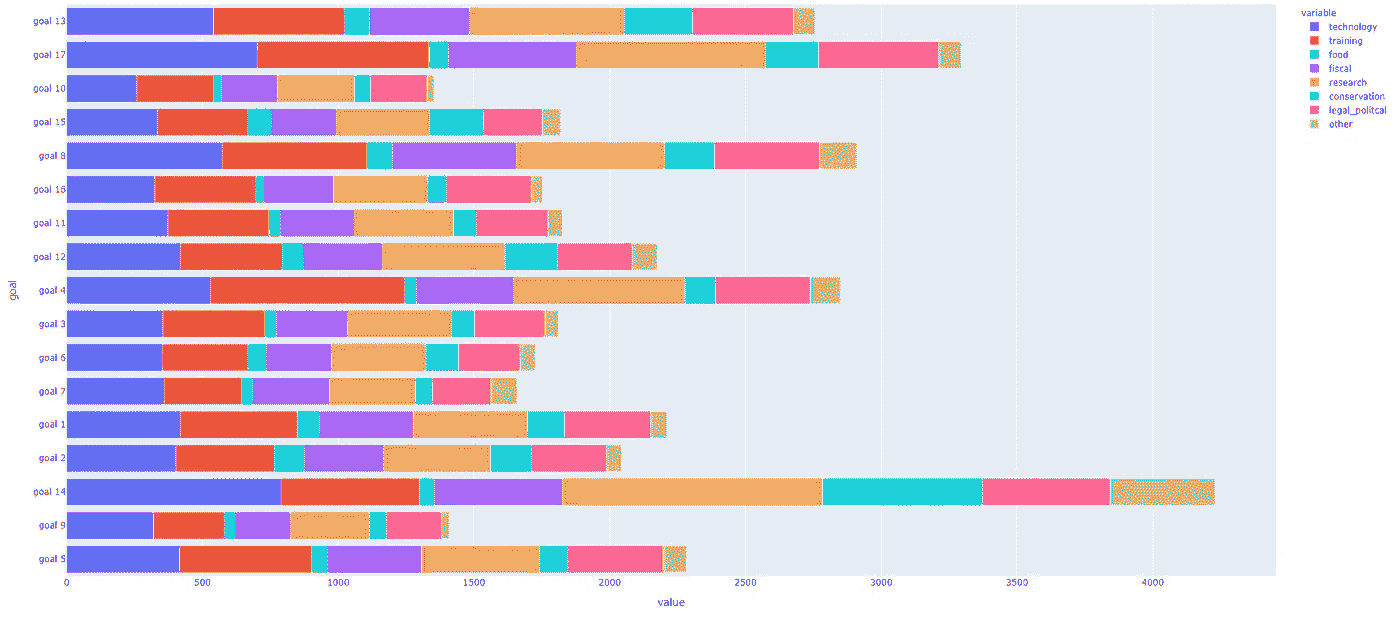 goal 13
goal 17
goal 10
goal 15
goal 8
goal 16
goal 11
goal 12
goal 4
goal 3
goal 6
goal 7
goal 1
goal 2
goal 14
goal 9
goal 5
goal
0 500 1000 1500 2000 2500 3000 3500 4000
value
variable
technology
training
food
fiscal
research
conservation
legal_politcal
other